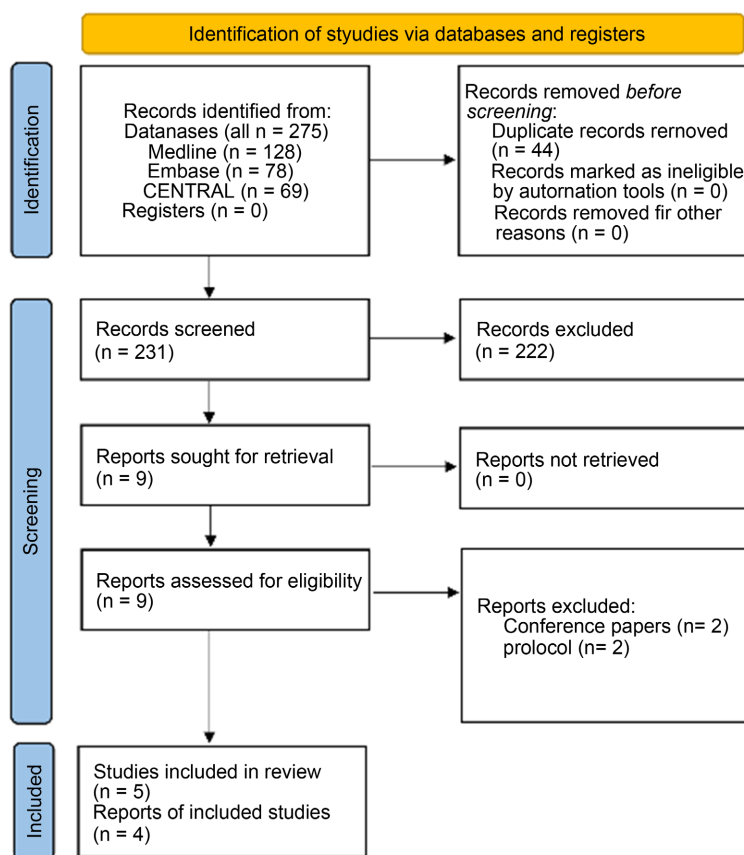 Identification of styudies via databases and registers
Identification
Records identified from:
Datanases (all n = 275)
Medline (n = 128)
Embase (n = 78)
CENTRAL (n = 69)
Registers (n = 0)
Records removed before
screening:
Duplicate records rernoved
(n = 44)
Records marked as ineligible
by autornation tools (n = 0)
Records removed fir other
reasons (n = 0)
Screening
Records screened
(n = 231)
Records excluded
(n = 222)
Reports sought for retrieval
(n = 9)
Reports not retrieved
(n = 0)
Reports assessed for eligibility
(n = 9)
Reports excluded:
Conference papers (n= 2)
prolocol (n= 2)
Included
Studies included in review
(n = 5)
Reports of included studies
(n = 4)